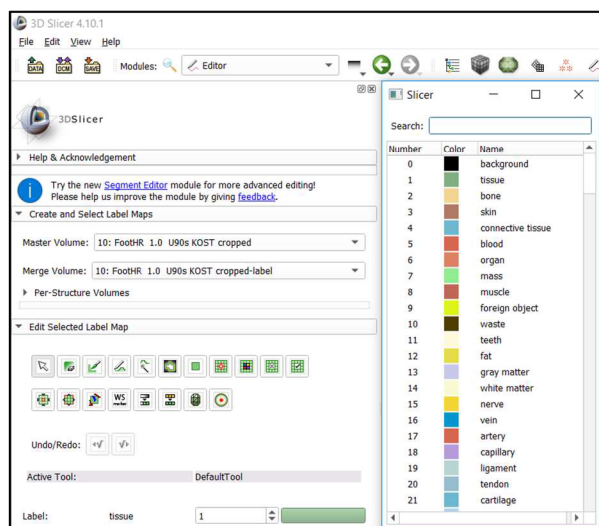 3D Slicer 4.10.1
File Edit View Help
DATA DCM SAVE Modules: Editor
3DSlicer
Help & Acknowledgement
Try the new Segment Editor module for more advanced editing!
Please help us improve the module by giving feedback.
Create and Select Label Maps
Master Volume: 10: FootHR 1.0 U90s KOST cropped
Merge Volume: 10: FootHR 1.0 U90s KOST cropped-label
Per-Structure Volumes
Edit Selected Label Map
WS
Undo/Redo:
Active Tool: DefaultTool
Label: tissue 1
Slicer
Search:
Number Color Name
0 background
1 tissue
2 bone
3 skin
4 connective tissue
5 blood
6 organ
7 mass
8 muscle
9 foreign object
10 waste
11 teeth
12 fat
13 gray matter
14 white matter
15 nerve
16 vein
17 artery
18 capillary
19 ligament
20 tendon
21 cartilage